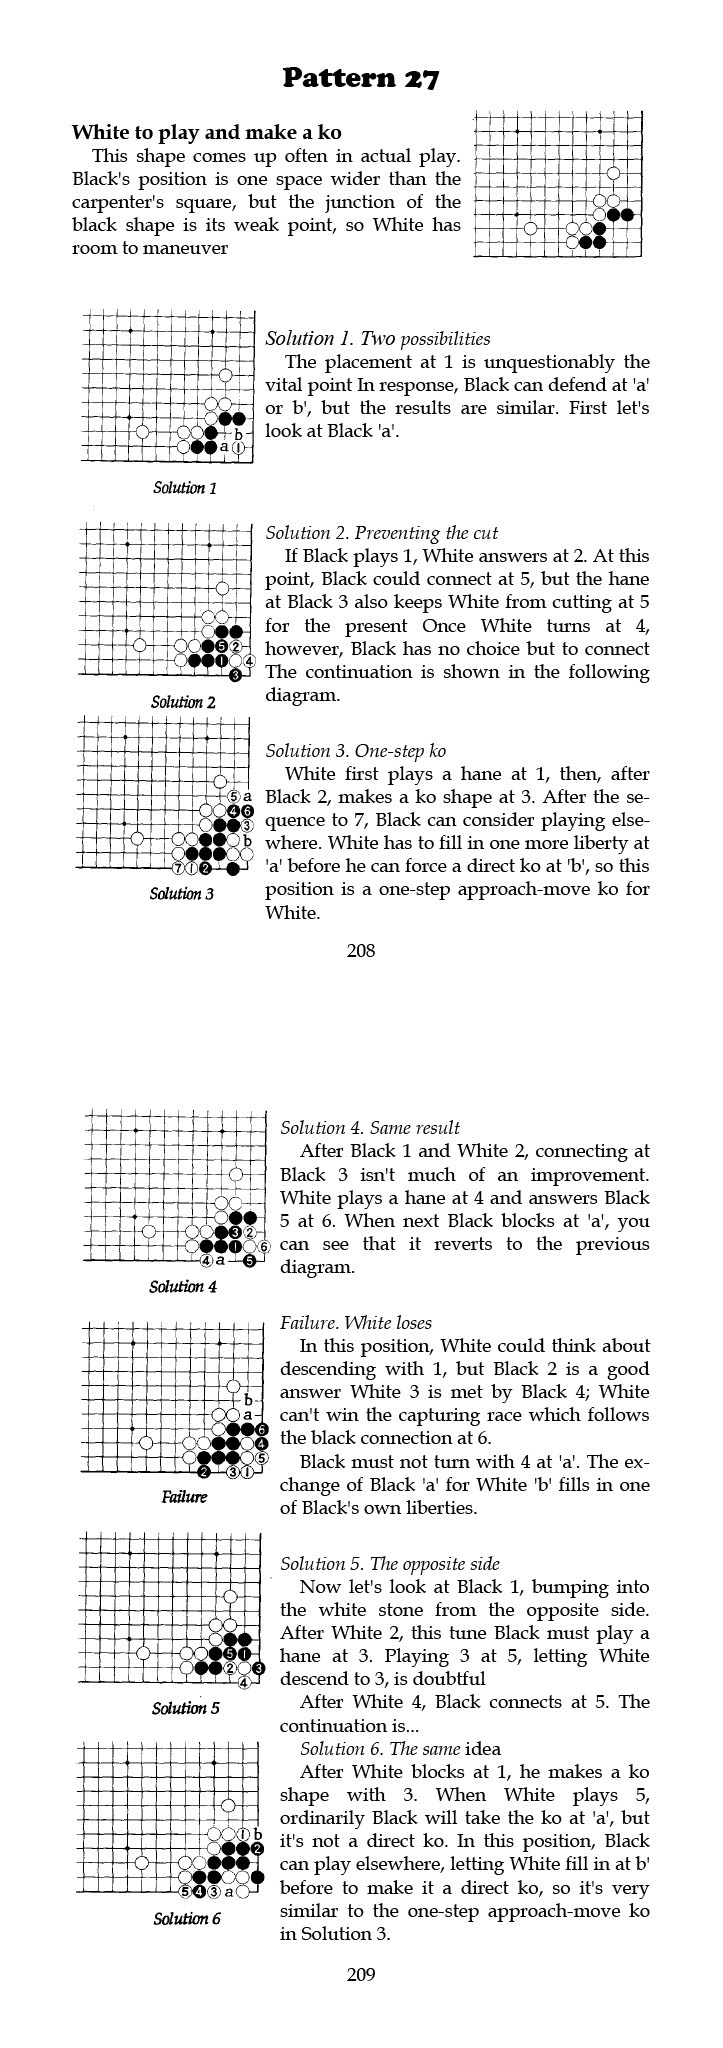 Pattern 27
White to play and make a ko
This shape comes up often in actual play.
Black's position is one space wider than the
carpenter's square, but the junction of the
black shape is its weak point, so White has
room to maneuver
Solution 1. Two possibilities
The placement at 1 is unquestionably the
vital point In response, Black can defend at 'a'
or b', but the results are similar. First let's
look at Black 'a'.
b
a 1
Solution 1
Solution 2. Preventing the cut
If Black plays 1, White answers at 2. At this
point, Black could connect at 5, but the hane
at Black 3 also keeps White from cutting at 5
for the present Once White turns at 4,
however, Black has no choice but to connect
The continuation is shown in the following
diagram.
5 2
1 4
3
Solution 2
Solution 3. One-step ko
White first plays a hane at 1, then, after
Black 2, makes a ko shape at 3. After the se-
quence to 7, Black can consider playing else-
where. White has to fill in one more liberty at
'a' before he can force a direct ko at 'b', so this
position is a one-step approach-move ko for
White.
5 a
4 6
3
b
7 1 2
Solution 3
208
Solution 4. Same result
After Black 1 and White 2, connecting at
Black 3 isn't much of an improvement.
White plays a hane at 4 and answers Black
5 at 6. When next Black blocks at 'a', you
can see that it reverts to the previous
diagram.
3 2
1 6
4 a 5
Solution 4
Failure. White loses
In this position, White could think about
descending with 1, but Black 2 is a good
answer White 3 is met by Black 4; White
can't win the capturing race which follows
the black connection at 6.
Black must not turn with 4 at 'a'. The ex-
change of Black 'a' for White 'b' fills in one
of Black's own liberties.
b
a
6
4
5
2 3 1
Failure
Solution 5. The opposite side
Now let's look at Black 1, bumping into
the white stone from the opposite side.
After White 2, this tune Black must play a
hane at 3. Playing 3 at 5, letting White
descend to 3, is doubtful
After White 4, Black connects at 5. The
continuation is...
5 1
2 3
4
Solution 5
Solution 6. The same idea
After White blocks at 1, he makes a ko
shape with 3. When White plays 5,
ordinarily Black will take the ko at 'a', but
it's not a direct ko. In this position, Black
can play elsewhere, letting White fill in at b'
before to make it a direct ko, so it's very
similar to the one-step approach-move ko
in Solution 3.
1 b
2
5 4 3 a
Solution 6
209